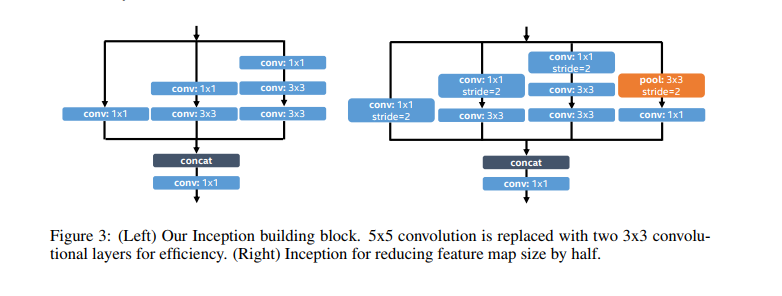 conv: 1x1
conv: 1x1
conv: 3x3
conv: 1x1
conv: 3x3
conv: 3x3
concat
conv: 1x1
conv: 1x1
stride=2
conv: 1x1
stride=2
conv: 3x3
conv: 1x1
stride=2
conv: 3x3
conv: 3x3
pool: 3x3
stride=2
conv: 1x1
concat
conv: 1x1
Figure 3: (Left) Our Inception building block. 5x5 convolution is replaced with two 3x3 convolu-
tional layers for efficiency. (Right) Inception for reducing feature map size by half.